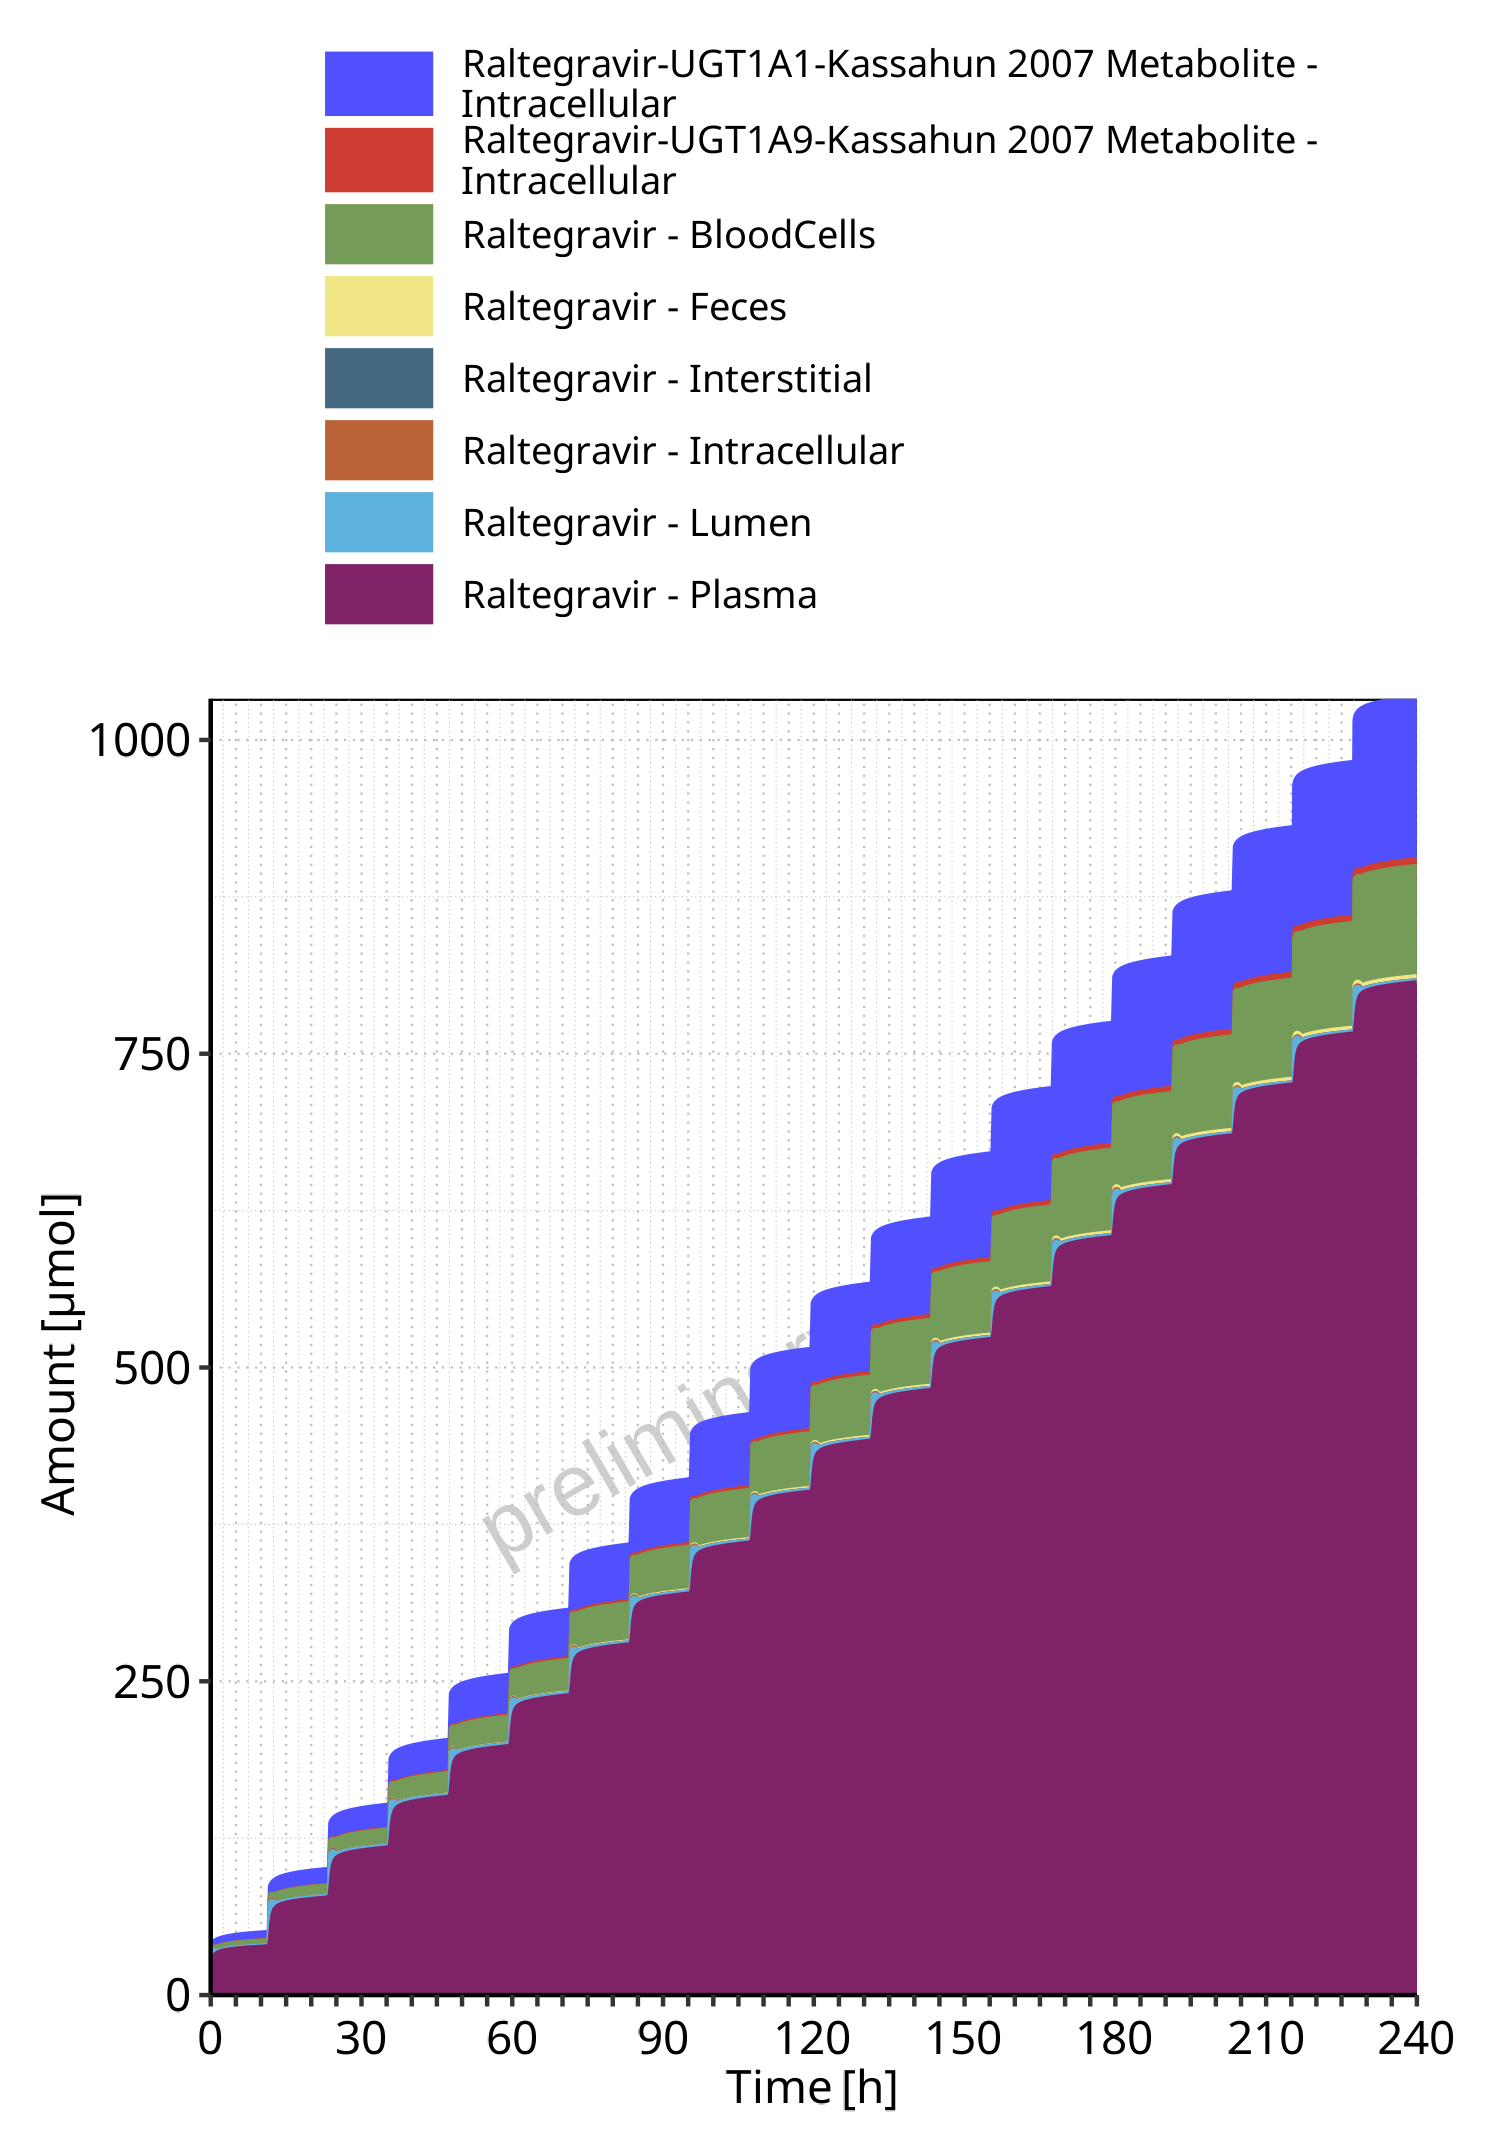 Raltegravir-UGT1A1-Kassahun 2007 Metabolite -
Intracellular
Raltegravir-UGT1A9-Kassahun 2007 Metabolite -
Intracellular
Raltegravir - BloodCells
Raltegravir - Feces
Raltegravir - Interstitial
Raltegravir - Intracellular
Raltegravir - Lumen
Raltegravir - Plasma
1000
750
500
250
0
Amount [µmol]
0 30 60 90 120 150 180 210 240
Time [h]